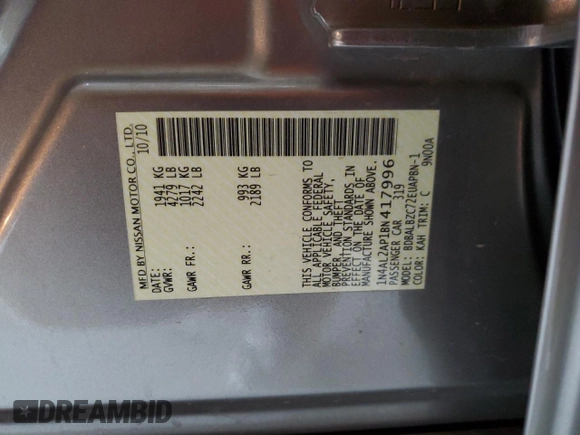 MFD BY NISSAN MOTOR CO., LTD.
DATE: 10/10
GVWR: 1941 KG
4279 LB
GAWR FR.: 1017 KG
2242 LB
GAWR RR.: 993 KG
2189 LB
THIS VEHICLE CONFORMS TO
ALL APPLICABLE FEDERAL
MOTOR VEHICLE SAFETY,
BUMPER, AND THEFT
PREVENTION STANDARDS IN
EFFECT ON THE DATE OF
MANUFACTURE SHOWN ABOVE.
1N4AL2AP1BN417996
PASSENGER CAR 319
MODEL: BDBALBZC72EUAPBN-1
COLOR: KAH TRIM: C 9N00A
DREAMBID